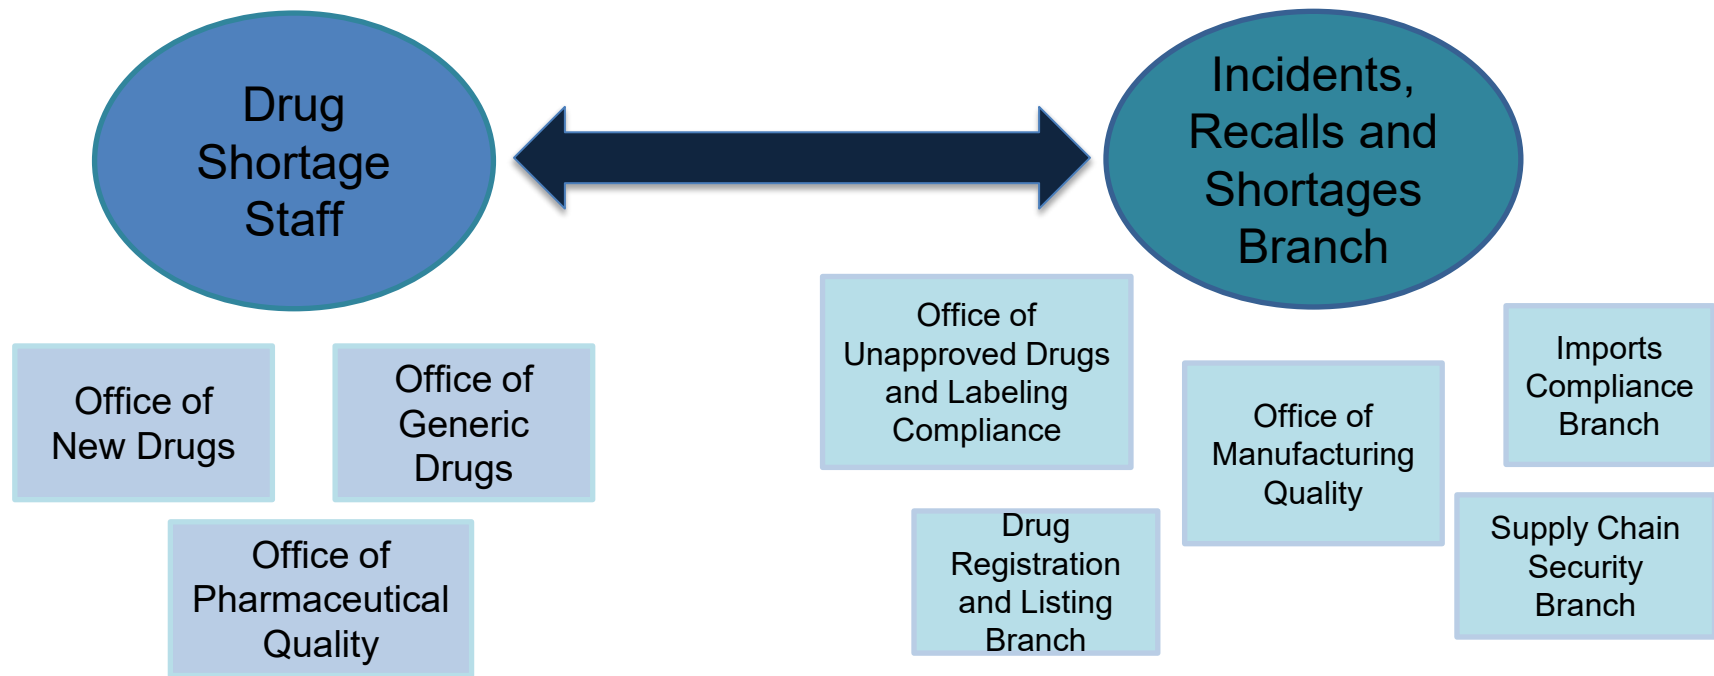 Drug
Shortage
Staff
Incidents,
Recalls and
Shortages
Branch
Office of
New Drugs
Office of
Generic
Drugs
Office of
Pharmaceutical
Quality
Office of
Unapproved Drugs
and Labeling
Compliance
Office of
Manufacturing
Quality
Imports
Compliance
Branch
Drug
Registration
and Listing
Branch
Supply Chain
Security
Branch